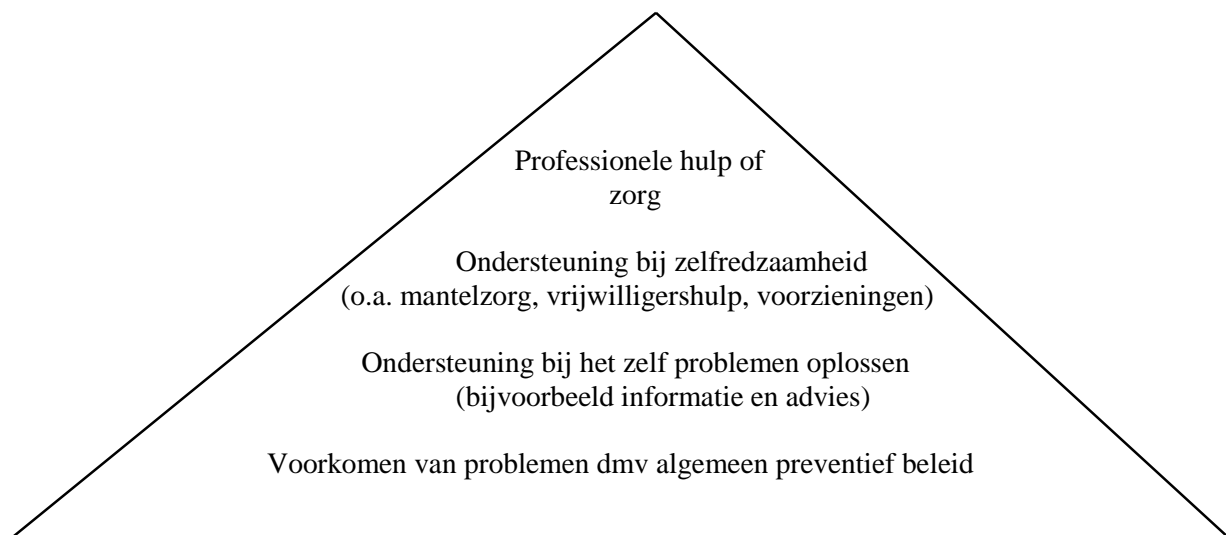 Professionele hulp of
zorg
Ondersteuning bij zelfredzaamheid
(o.a. mantelzorg, vrijwilligershulp, voorzieningen)
Ondersteuning bij het zelf problemen oplossen
(bijvoorbeeld informatie en advies)
Voorkomen van problemen dmv algemeen preventief beleid